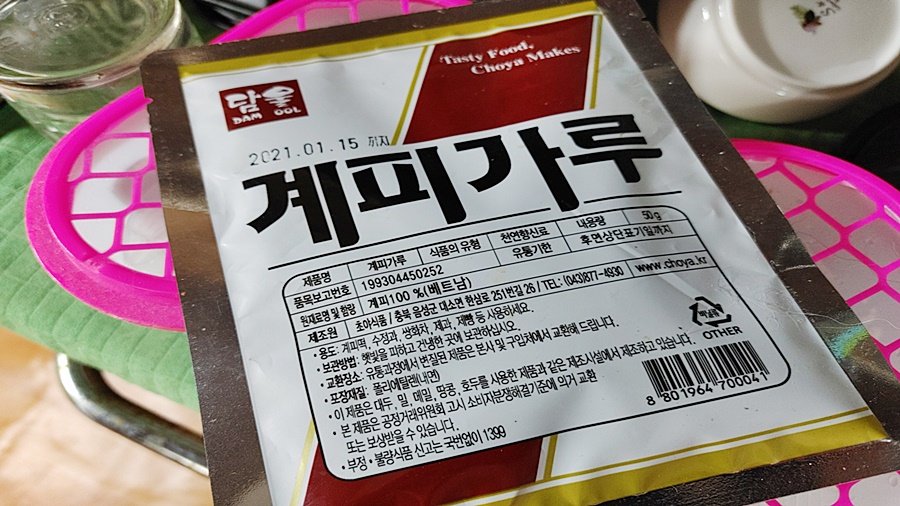 Tasty Food,
Choya Makes
담을
DAM OOL
2021.01.15 까지
계피가루
제품명 계피가루 식품의 유형 천연향신료 내용량 50g
품목보고번호 199304450252 유통기한 후면상단표기일까지
원재료명 및 함량 계피100 %(베트남)
제조원 초야식품 / 충북 음성군 대소면 한삼로 251번길 26 / TEL: (043)877-4930 www.choya.kr
• 용도: 계피떡, 수정과, 쌍화차, 제과, 제빵 등 사용하세요.
• 보관방법: 햇빛을 피하고 건냉한 곳에 보관하십시오.
• 교환장소: 유통과정에서 변질된 제품은 본사 및 구입처에서 교환해 드립니다.
• 포장재질: 폴리에틸렌(내면)
• 이 제품은 대두, 밀, 메밀, 땅콩, 호두를 사용한 제품과 같은 제조시설에서 제조하고 있습니다.
• 본 제품은 공정거래위원회 고시 소비자분쟁해결기준에 의거 교환
또는 보상받을 수 있습니다.
• 부정 • 불량식품 신고는 국번없이 1399
OTHER
8 801964 700041